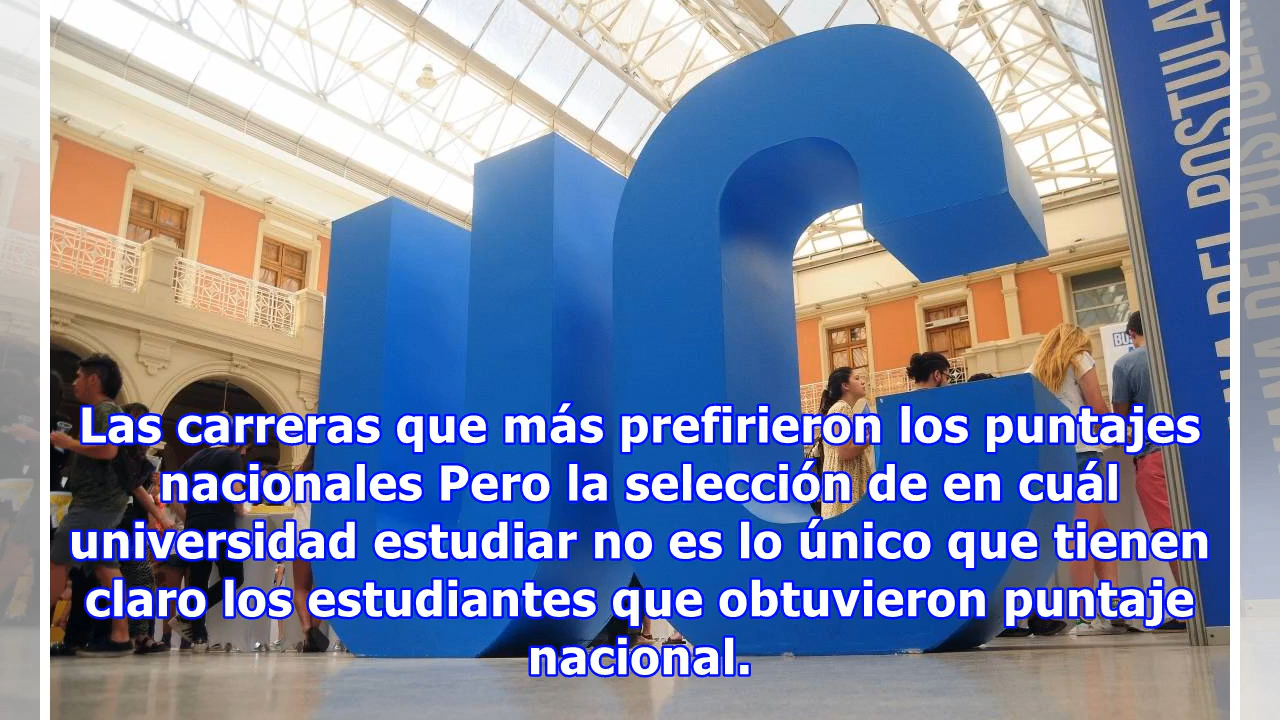 UC
POSTULA
DEL
BUS
Las carreras que más prefirieron los puntajes
nacionales Pero la selección de en cuál
universidad estudiar no es lo único que tienen
claro los estudiantes que obtuvieron puntaje
nacional.